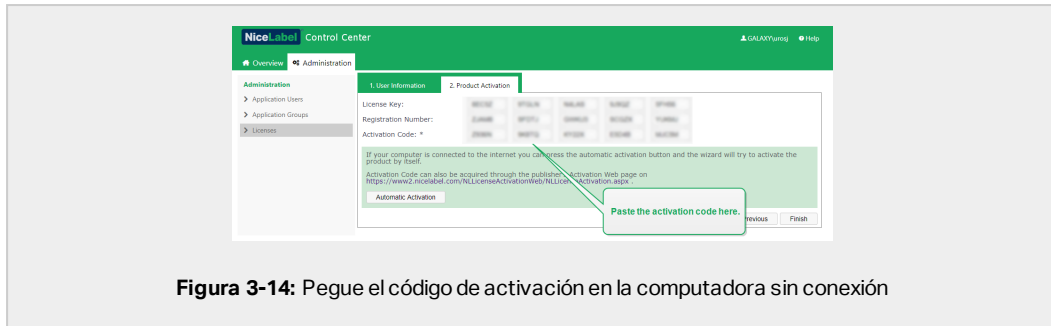 NiceLabel Control Center
GALAXY\urosj Help
Overview Administration
Administration
Application Users
Application Groups
Licenses
1. User Information 2. Product Activation
License Key:
Registration Number:
Activation Code: *
If your computer is connected to the internet you can press the automatic activation button and the wizard will try to activate the
product by itself.
Activation Code can also be acquired through the publisher Activation Web page on
https://www2.nicelabel.com/NLLicenseActivationWeb/NLLicenseActivation.aspx .
Automatic Activation
Paste the activation code here.
Previous Finish
Figura 3-14: Pegue el código de activación en la computadora sin conexión